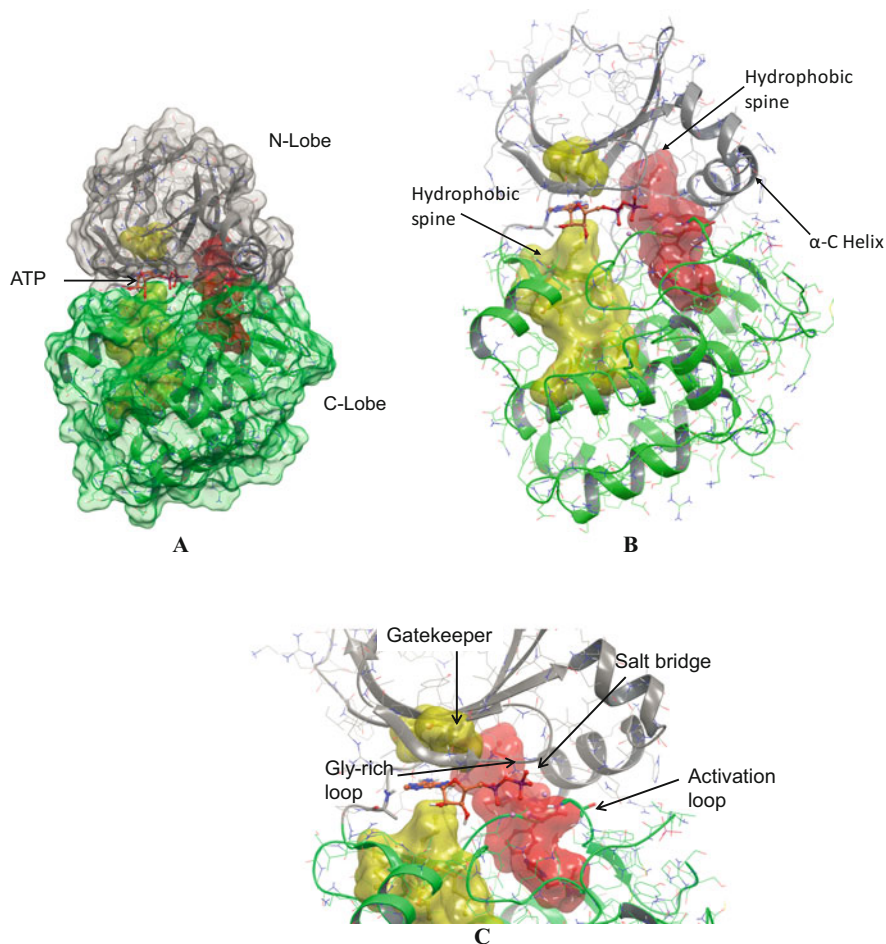 N-Lobe
ATP
C-Lobe
A
Hydrophobic
spine
Hydrophobic
spine
α-C Helix
B
Gatekeeper
Salt bridge
Gly-rich
loop
Activation
loop
C